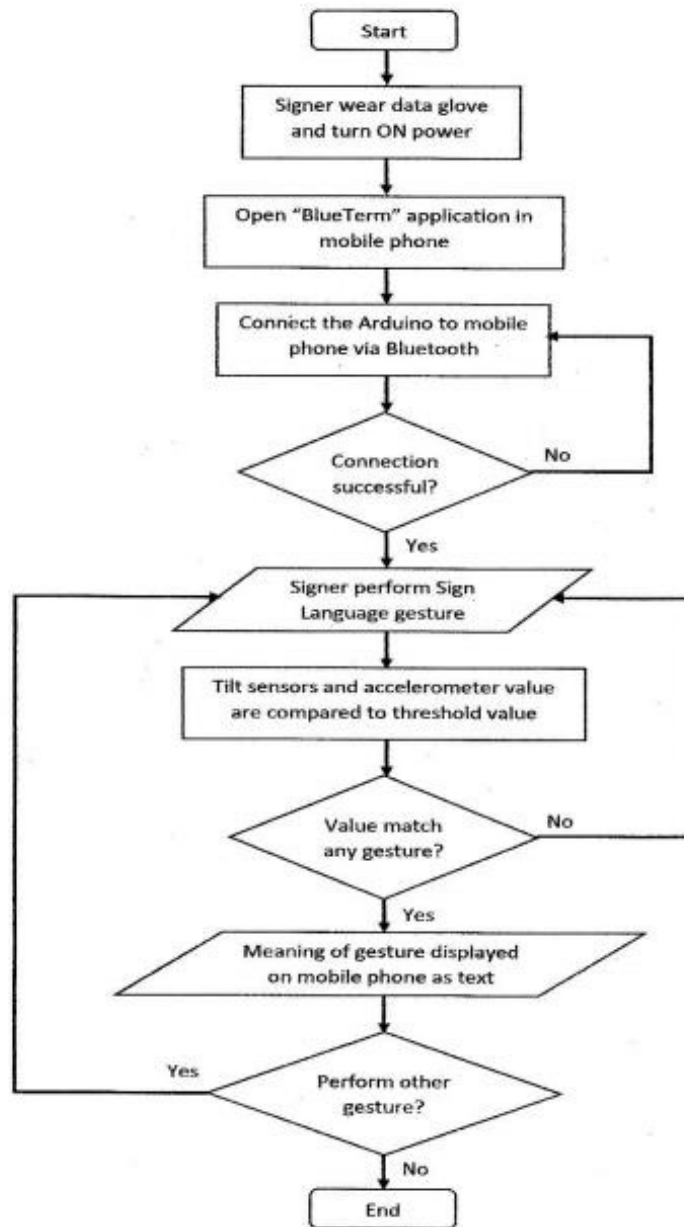 Start
Signer wear data glove
and turn ON power
Open “BlueTerm” application in
mobile phone
Connect the Arduino to mobile
phone via Bluetooth
Connection
successful?
No
Yes
Signer perform Sign
Language gesture
Tilt sensors and accelerometer value
are compared to threshold value
Value match
any gesture?
No
Yes
Meaning of gesture displayed
on mobile phone as text
Yes
Perform other
gesture?
No
End